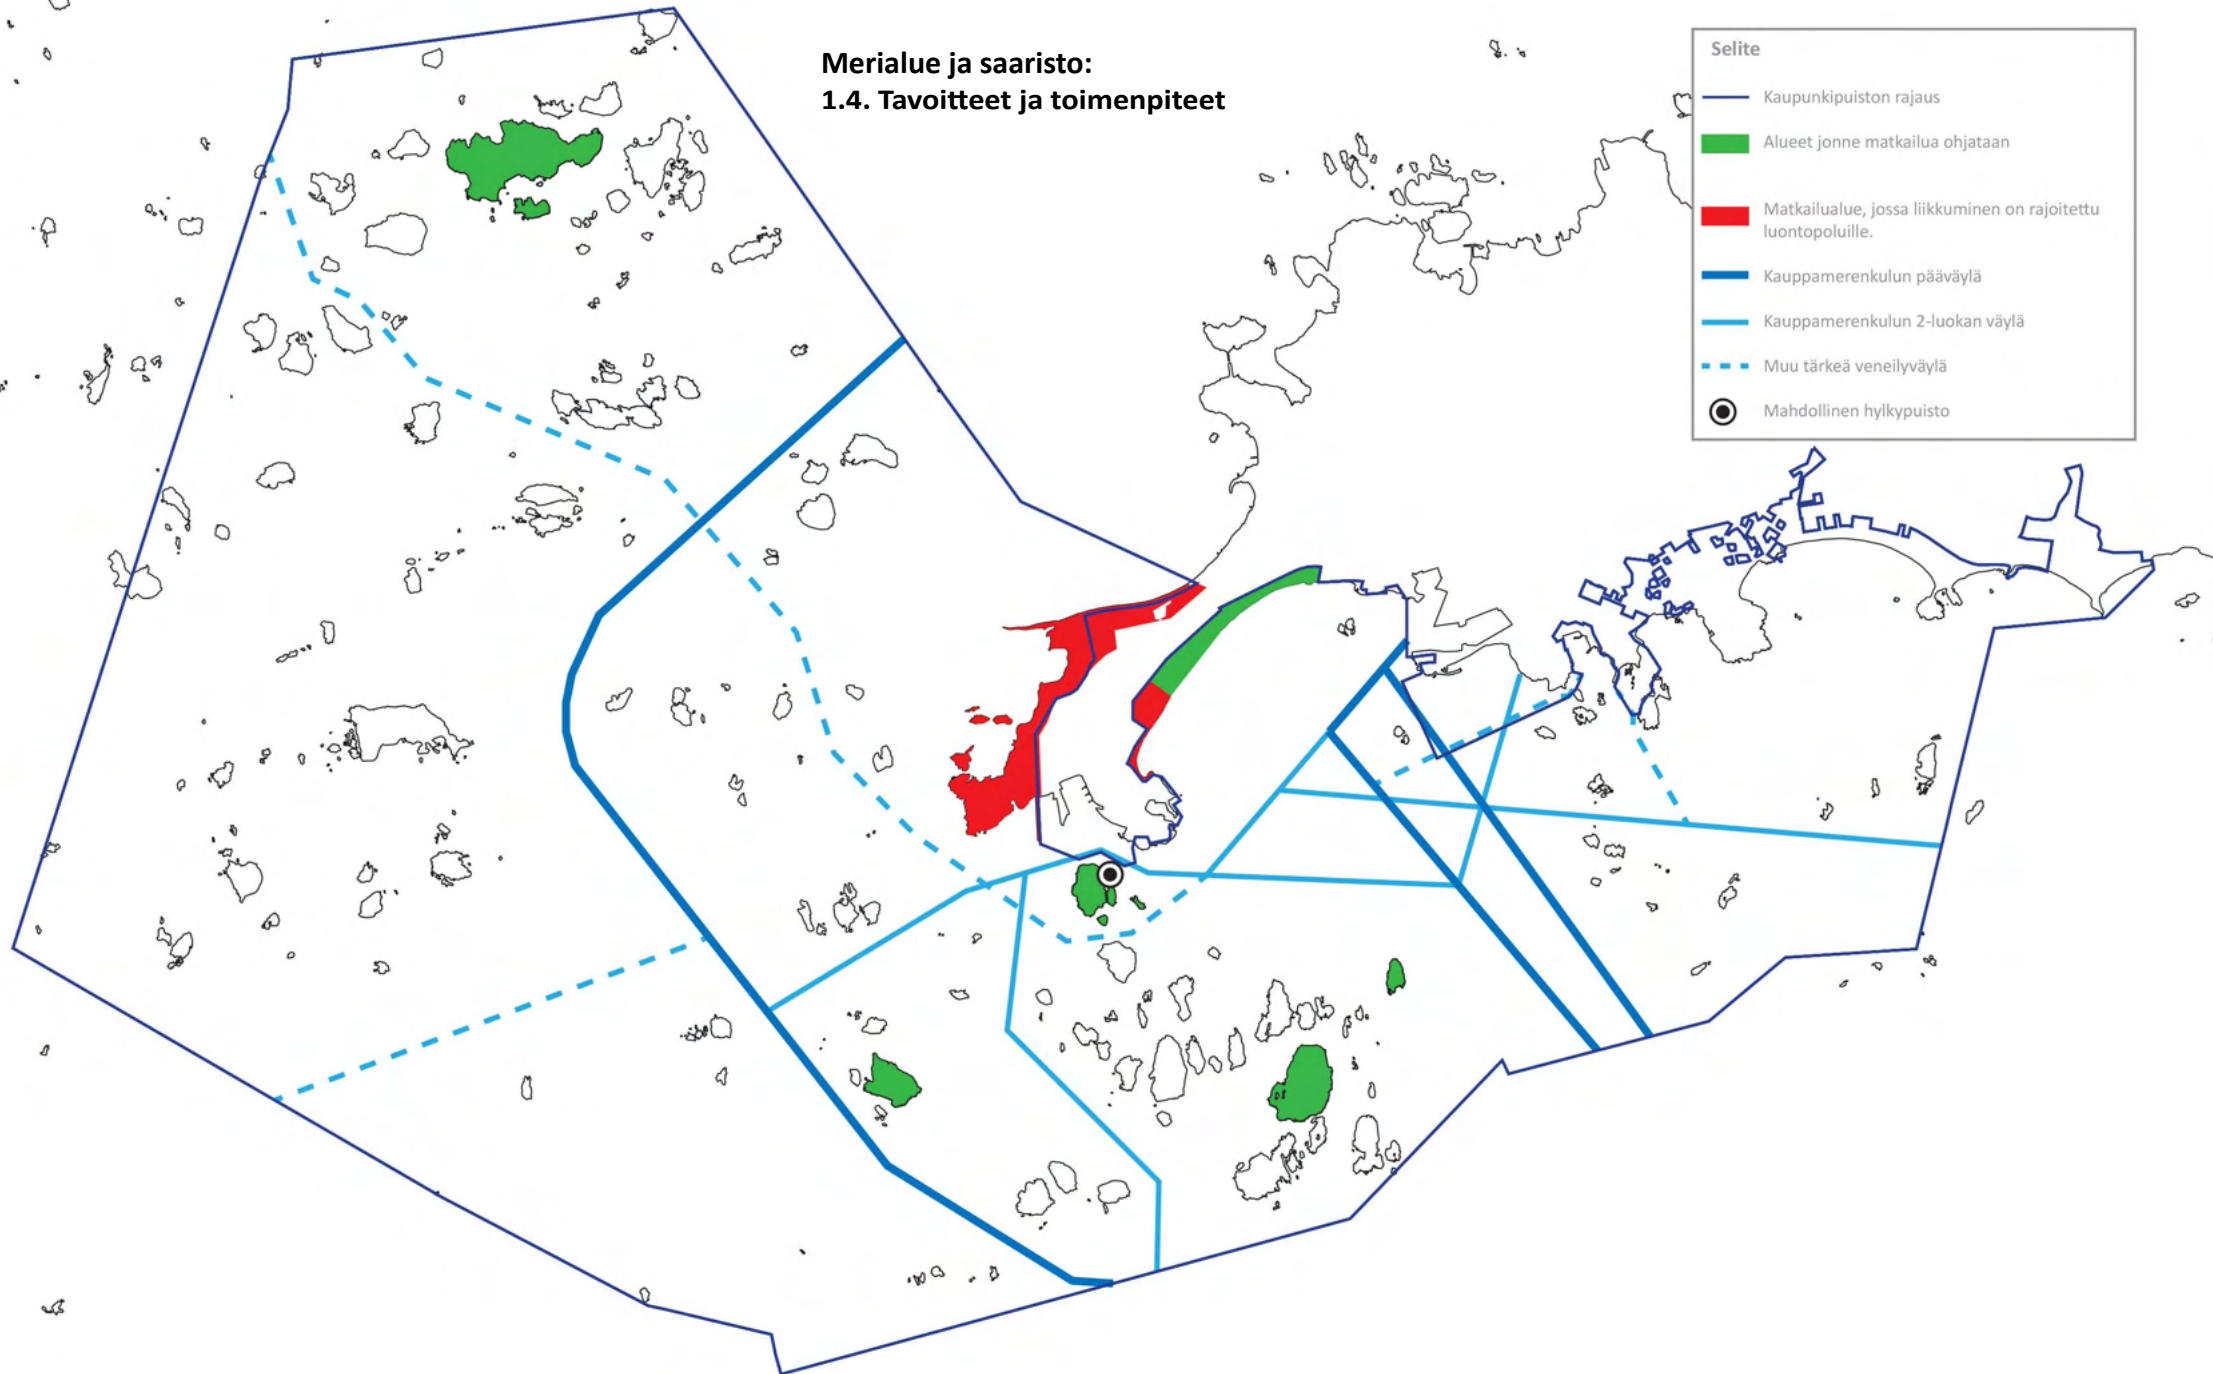 Merialue ja saaristo:
1.4. Tavoitteet ja toimenpiteet
Selite
Kaupunkipuiston rajaus
Alueet jonne matkailua ohjataan
Matkailualue, jossa liikkuminen on rajoitettu
luontopoluille.
Kauppamerenkulun pääväylä
Kauppamerenkulun 2-luokan väylä
Muu tärkeä veneilyväylä
Mahdollinen hylkypuisto